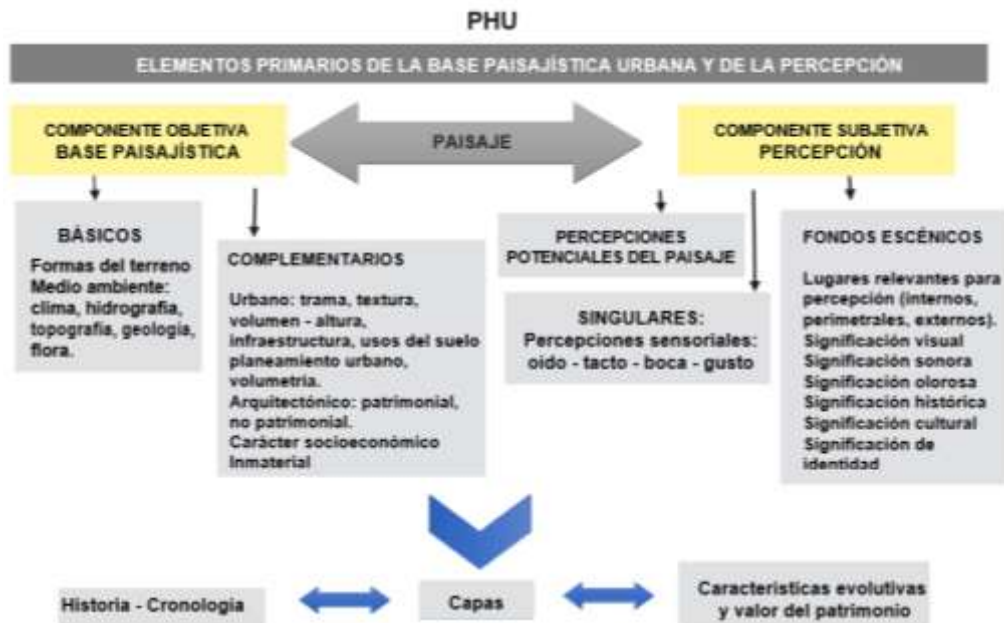 PHU
ELEMENTOS PRIMARIOS DE LA BASE PAISAJÍSTICA URBANA Y DE LA PERCEPCIÓN
COMPONENTE OBJETIVA
BASE PAISAJÍSTICA
PAISAJE
COMPONENTE SUBJETIVA
PERCEPCIÓN
BÁSICOS
Formas del terreno
Medio ambiente:
clima, hidrografía,
topografía, geología,
flora.
COMPLEMENTARIOS
Urbano: trama, textura,
volumen - altura,
infraestructura, usos del suelo
planeamiento urbano,
volumetría.
Arquitectónico: patrimonial,
no patrimonial.
Carácter socioeconómico
Inmaterial
PERCEPCIONES
POTENCIALES DEL PAISAJE
SINGULARES:
Percepciones sensoriales:
oido - tacto - boca - gusto
FONDOS ESCÉNICOS
Lugares relevantes para
percepción (internos,
perimetrales, externos).
Significación visual
Significación sonora
Significación olorosa
Significación histórica
Significación cultural
Significación de
identidad
Historia - Cronología
Capas
Características evolutivas
y valor del patrimonio